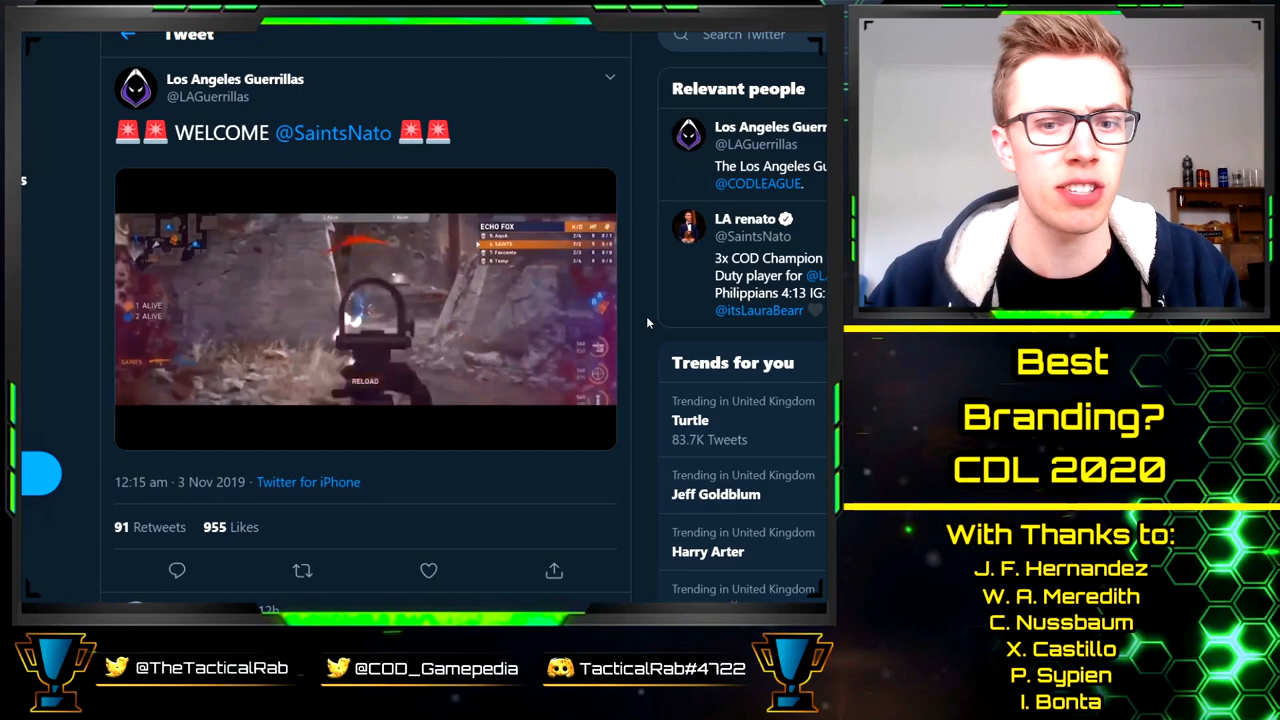 Tweet
Search Twitter
Los Angeles Guerrillas
@LAGuerrillas
WELCOME @SaintsNato
s
ECHO FOX
1 ALIVE
2 ALIVE
SAINTS
RELOAD
12:15 am · 3 Nov 2019 · Twitter for iPhone
91 Retweets 955 Likes
12h
Relevant people
Los Angeles Guerr
@LAGuerrillas
The Los Angeles Gu
@CODLEAGUE.
LA renato
@SaintsNato
3x COD Champion
Duty player for @L
Philippians 4:13 IG:
@itsLauraBearr
Trends for you
Trending in United Kingdom
Turtle
83.7K Tweets
Trending in United Kingdom
Jeff Goldblum
Trending in United Kingdom
Harry Arter
Trending in United Kingdom
Best
Branding?
CDL 2020
With Thanks to:
J. F. Hernandez
W. A. Meredith
C. Nussbaum
X. Castillo
P. Sypien
I. Bonta
@TheTacticalRab
@COD_Gamepedia
TacticalRab#4722